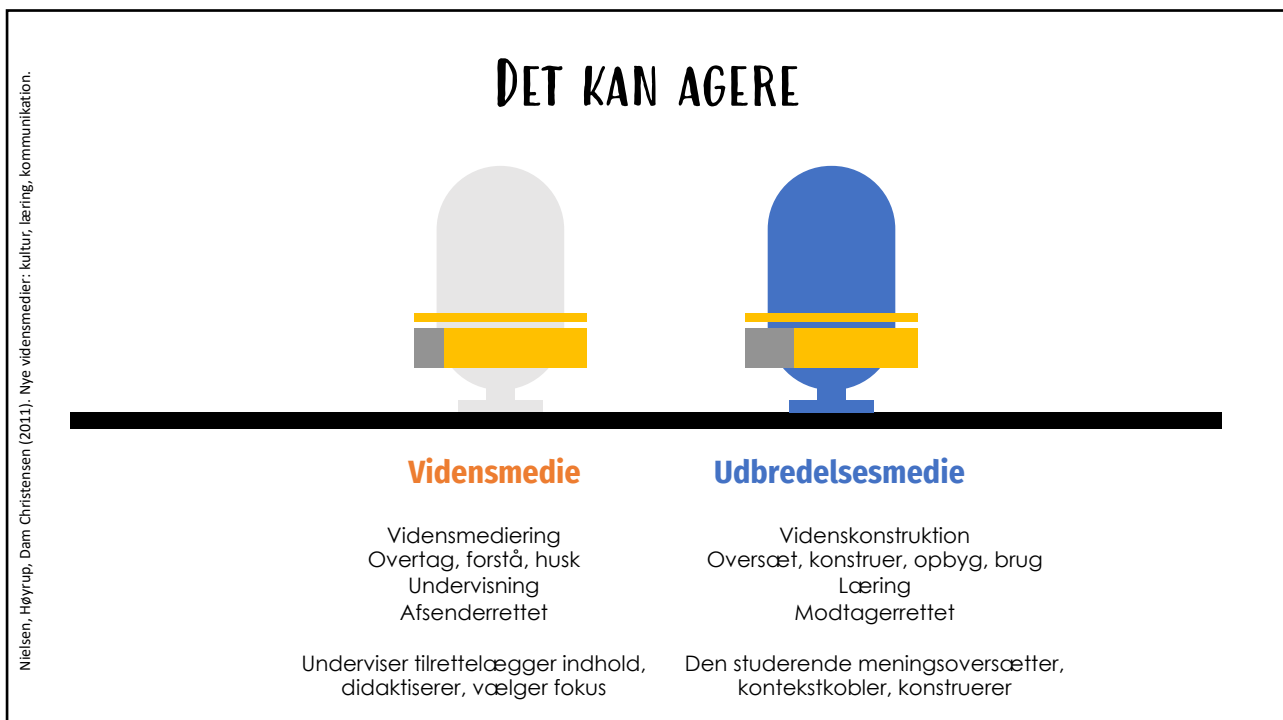 DET KAN AGERE
Nielsen, Høyrup, Dam Christensen (2011). Nye vidensmedier: kultur, læring, kommunikation.
Vidensmedie
Vidensmediering
Overtag, forstå, husk
Undervisning
Afsenderrettet
Underviser tilrettelægger indhold,
didaktiserer, vælger fokus
Udbredelsesmedie
Videnskonstruktion
Oversæt, konstruer, opbyg, brug
Læring
Modtagerrettet
Den studerende meningsoversætter,
kontekstkobler, konstruerer